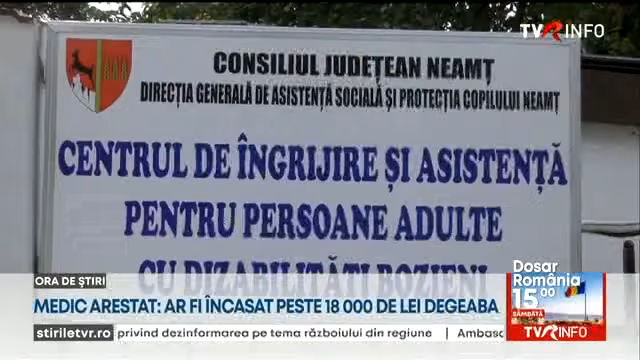 TVR INFO
CONSILIUL JUDEȚEAN NEAMȚ
DIRECȚIA GENERALĂ DE ASISTENȚĂ SOCIALĂ ȘI PROTECȚIA COPILULUI NEAMȚ
CENTRUL DE ÎNGRIJIRE ȘI ASISTENȚĂ
PENTRU PERSOANE ADULTE
CU DIZABILITĂȚI BOZIENI
ORA DE ȘTIRI
MEDIC ARESTAT: AR FI ÎNCASAT PESTE 18 000 DE LEI DEGEABA
Dosar
România
15 00
SÂMBĂTĂ
TVR INFO
stiriletvr.ro
privind dezinformarea pe tema războiului din regiune | Ambasa